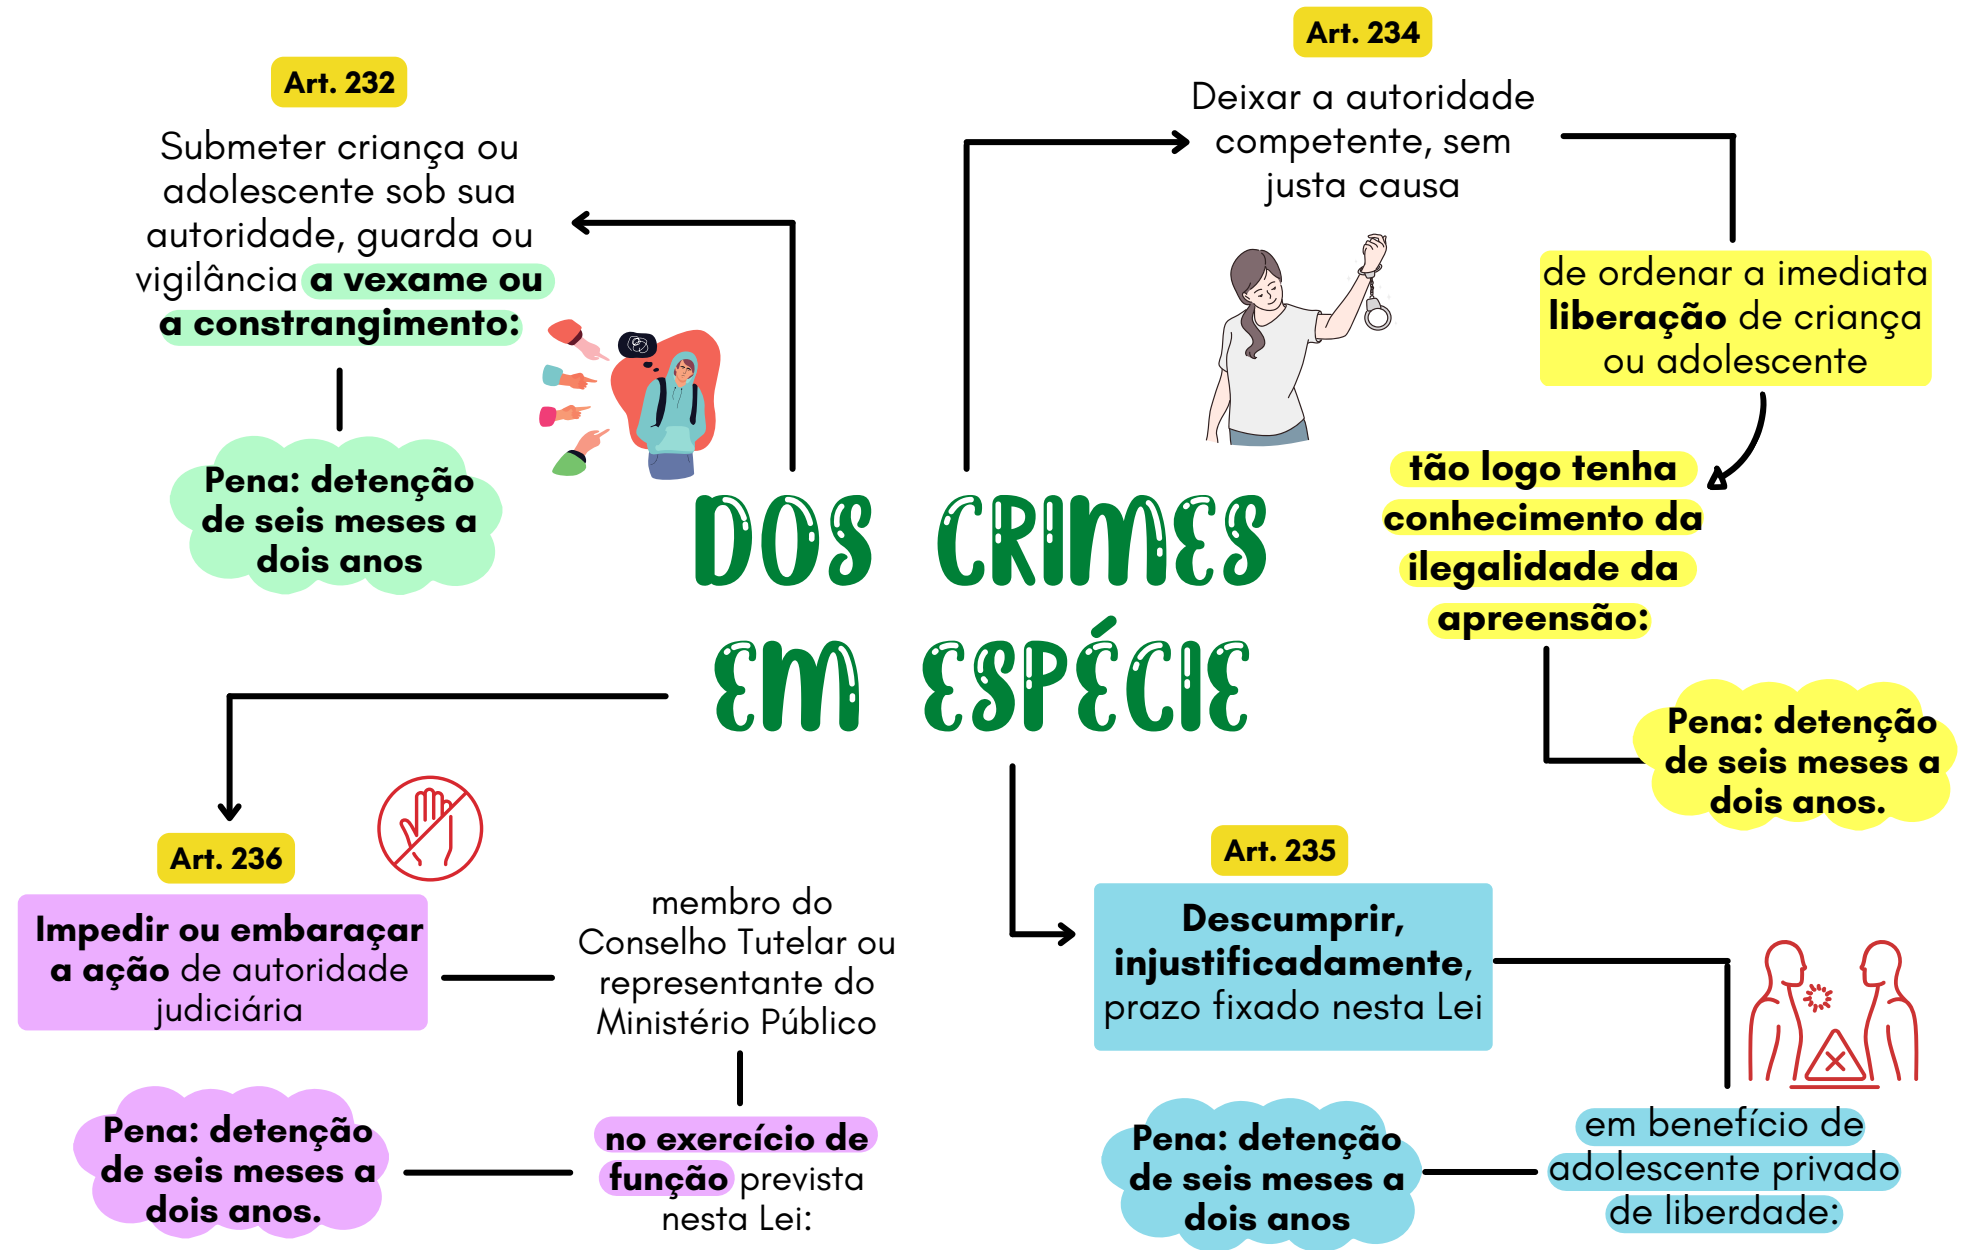 Art. 232
Submeter criança ou
adolescente sob sua
autoridade, guarda ou
vigilância a vexame ou
a constrangimento:
Pena: detenção
de seis meses a
dois anos
Art. 234
Deixar a autoridade
competente, sem
justa causa
de ordenar a imediata
liberação de criança
ou adolescente
tão logo tenha
conhecimento da
ilegalidade da
apreensão:
Pena: detenção
de seis meses a
dois anos.
DOS CRIMES
EM ESPÉCIE
Art. 236
Impedir ou embaraçar
a ação de autoridade
judiciária
membro do
Conselho Tutelar ou
representante do
Ministério Público
no exercício de
função prevista
nesta Lei:
Pena: detenção
de seis meses a
dois anos.
Art. 235
Descumprir,
injustificadamente,
prazo fixado nesta Lei
em benefício de
adolescente privado
de liberdade:
Pena: detenção
de seis meses a
dois anos